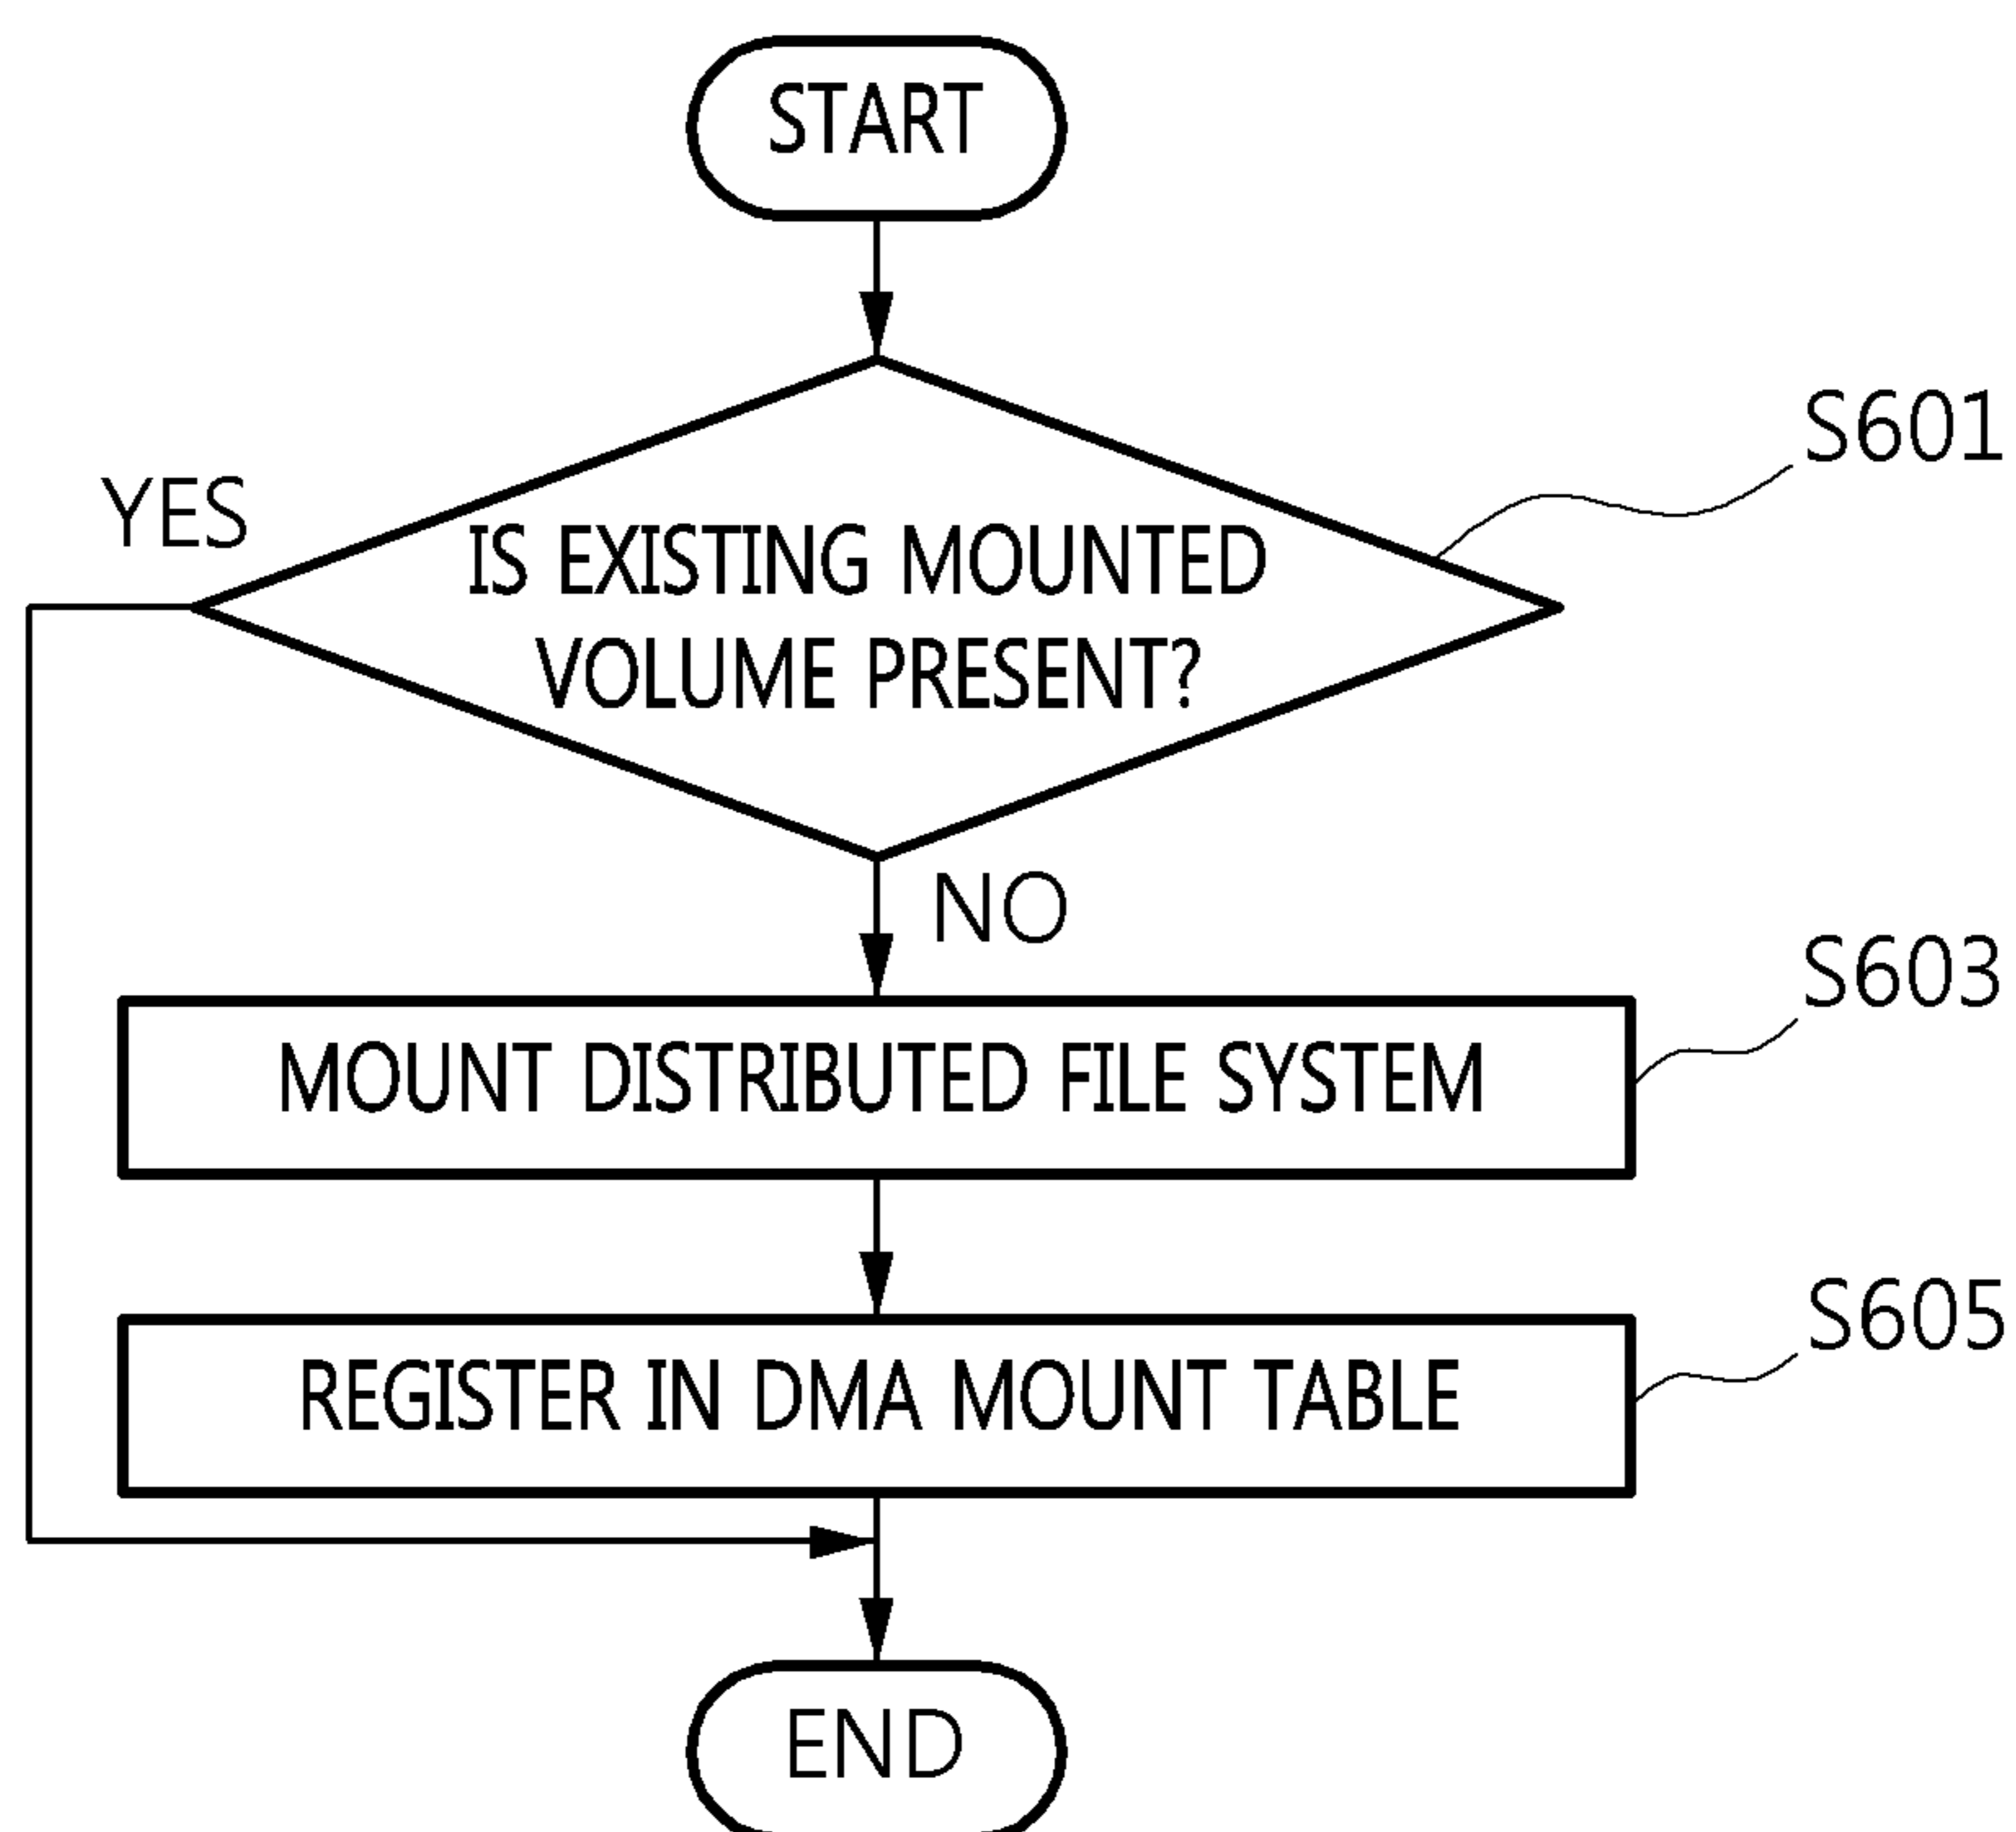 START
S601
YES
IS EXISTING MOUNTED
VOLUME PRESENT?
NO
S603
MOUNT DISTRIBUTED FILE SYSTEM
S605
REGISTER IN DMA MOUNT TABLE
END